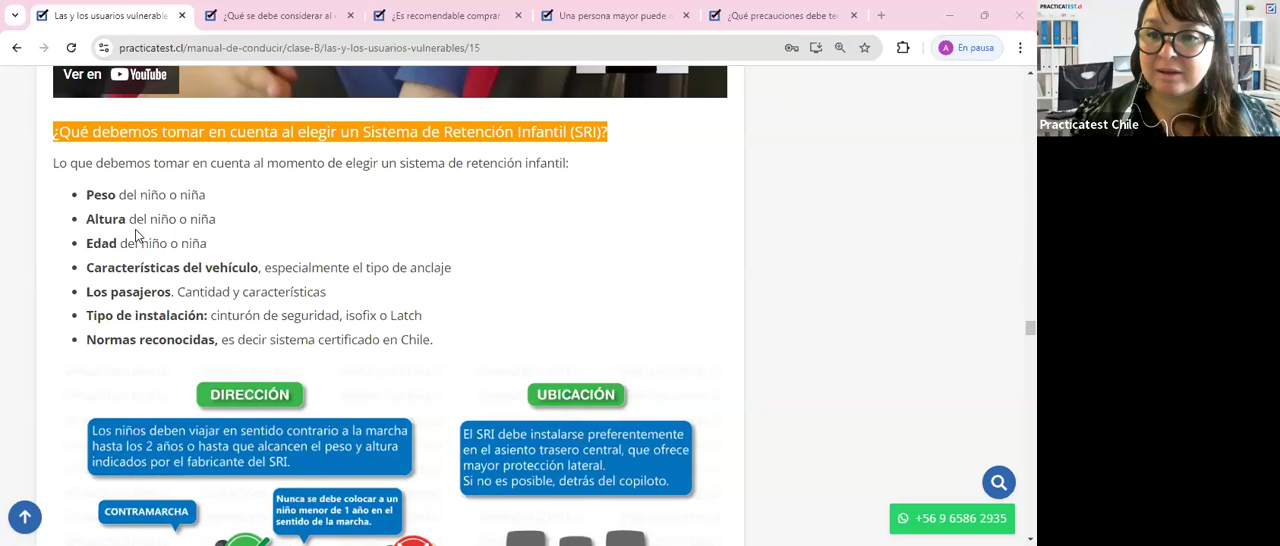 Las y los usuarios vulnerable
¿Qué se debe considerar al e
¿Es recomendable comprar
Una persona mayor puede i
¿Qué precauciones debe ten
practicatest.cl/manual-de-conducir/clase-B/las-y-los-usuarios-vulnerables/15
A En pausa
PRACTICATEST.cl
Practicatest Chile
Ver en YouTube
¿Qué debemos tomar en cuenta al elegir un Sistema de Retención Infantil (SRI)?
Lo que debemos tomar en cuenta al momento de elegir un sistema de retención infantil:
Peso del niño o niña
Altura del niño o niña
Edad del niño o niña
Características del vehículo, especialmente el tipo de anclaje
Los pasajeros. Cantidad y características
Tipo de instalación: cinturón de seguridad, isofix o Latch
Normas reconocidas, es decir sistema certificado en Chile.
DIRECCIÓN
Los niños deben viajar en sentido contrario a la marcha
hasta los 2 años o hasta que alcancen el peso y altura
indicados por el fabricante del SRI.
CONTRAMARCHA
Nunca se debe colocar a un
niño menor de 1 año en el
sentido de la marcha.
UBICACIÓN
El SRI debe instalarse preferentemente
en el asiento trasero central, que ofrece
mayor protección lateral.
Si no es posible, detrás del copiloto.
+56 9 6586 2935